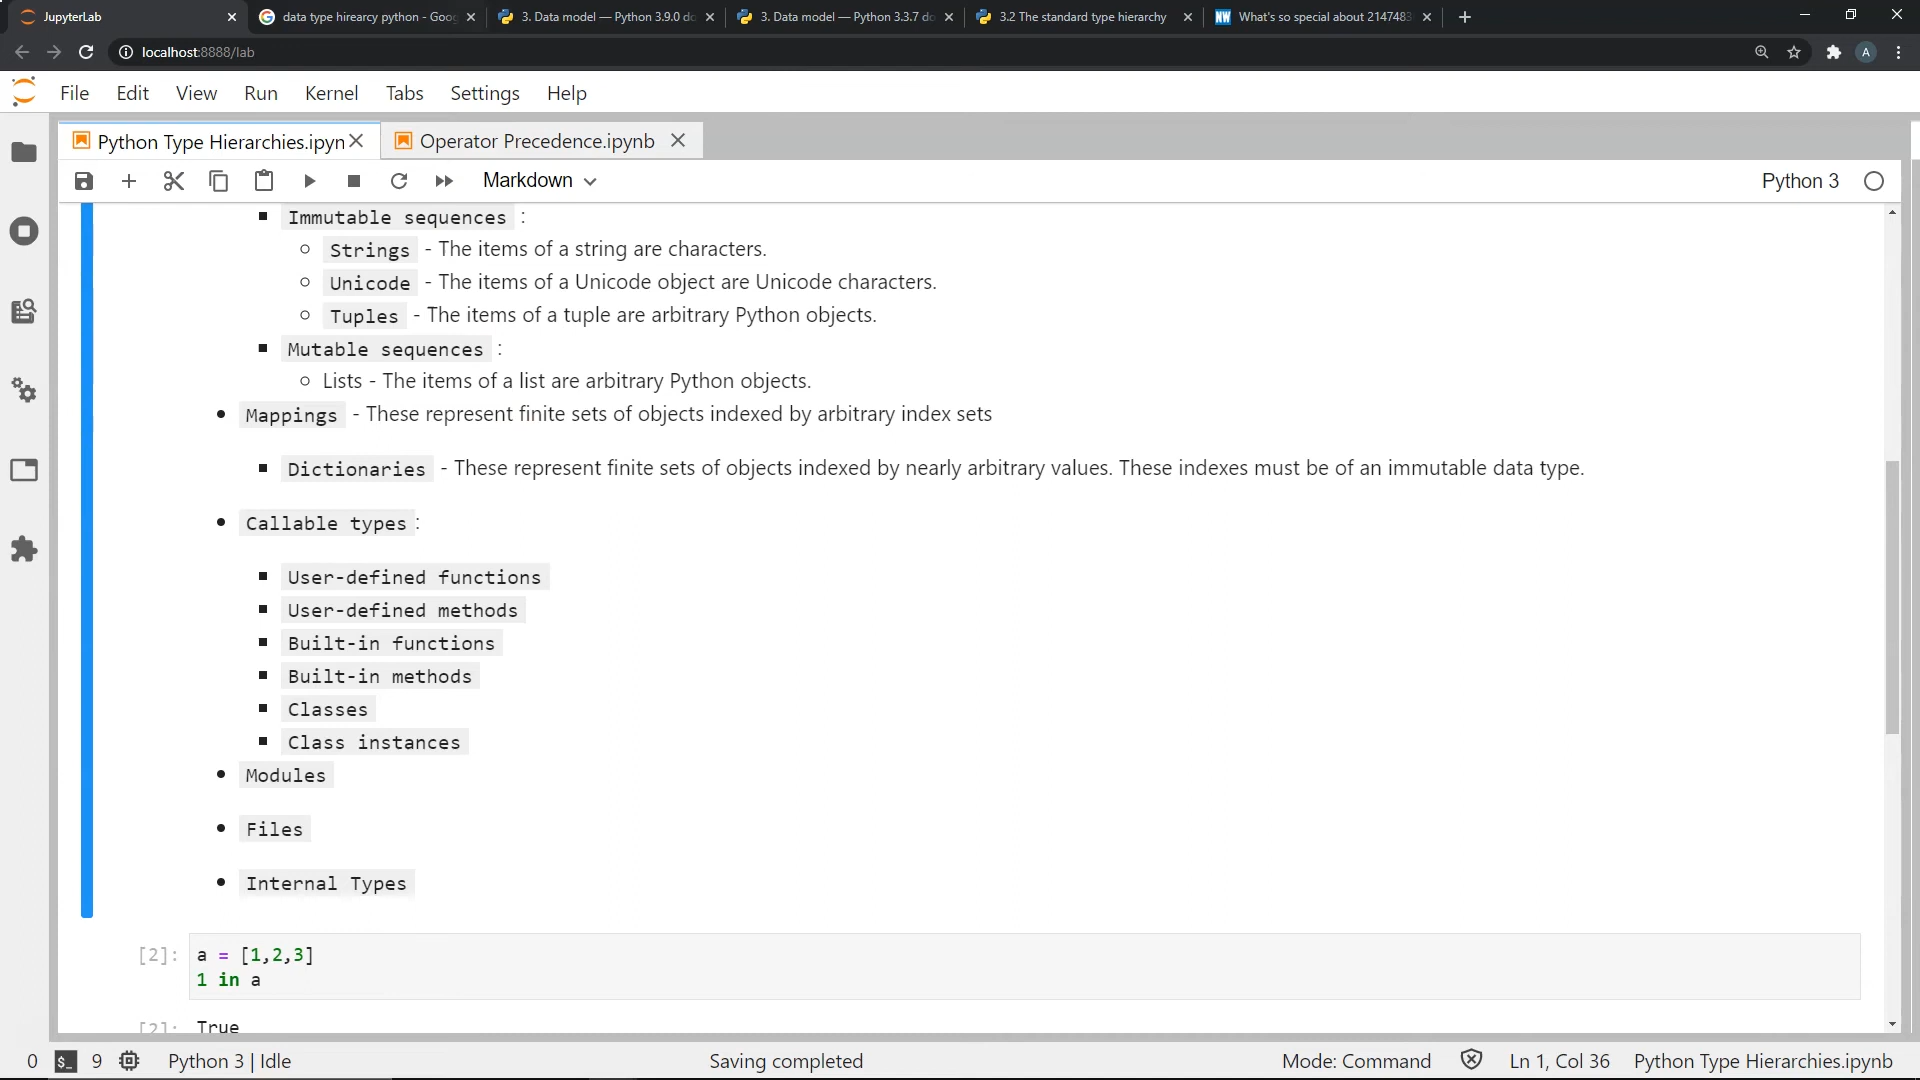 JupyterLab
data type hirearcy python - Goog
3. Data model — Python 3.9.0 do
3. Data model — Python 3.3.7 do
3.2 The standard type hierarchy
What's so special about 2147483
localhost:8888/lab
A
File Edit View Run Kernel Tabs Settings Help
Python Type Hierarchies.ipyn
Operator Precedence.ipynb
Markdown
Python 3
Immutable sequences :
Strings - The items of a string are characters.
Unicode - The items of a Unicode object are Unicode characters.
Tuples - The items of a tuple are arbitrary Python objects.
Mutable sequences :
Lists - The items of a list are arbitrary Python objects.
Mappings - These represent finite sets of objects indexed by arbitrary index sets
Dictionaries - These represent finite sets of objects indexed by nearly arbitrary values. These indexes must be of an immutable data type.
Callable types :
User-defined functions
User-defined methods
Built-in functions
Built-in methods
Classes
Class instances
Modules
Files
Internal Types
[2]: a = [1,2,3]
1 in a
[2]: True
0 $_ 9 Python 3 | Idle Saving completed Mode: Command Ln 1, Col 36 Python Type Hierarchies.ipynb